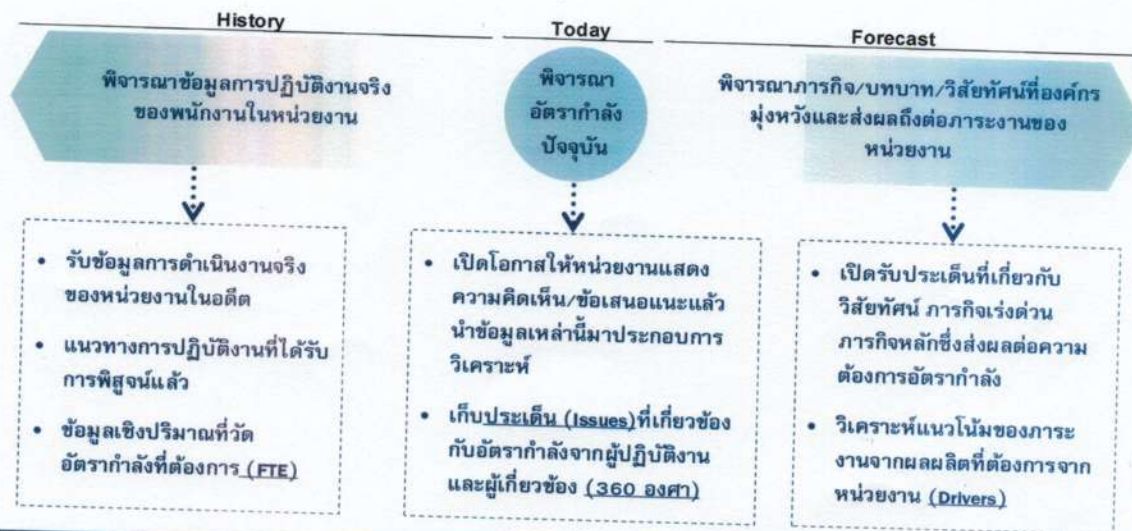 History
Today
Forecast
พิจารณาข้อมูลการปฏิบัติงานจริง
ของพนักงานในหน่วยงาน
พิจารณา
อัตรากำลัง
ปัจจุบัน
พิจารณาภารกิจ/บทบาท/วิสัยทัศน์ที่องค์กร
มุ่งหวังและส่งผลถึงต่อภาระงานของ
หน่วยงาน
• รับข้อมูลการดำเนินงานจริง
ของหน่วยงานในอดีต
• แนวทางการปฏิบัติงานที่ได้รับ
การพิสูจน์แล้ว
• ข้อมูลเชิงปริมาณที่วัด
อัตรากำลังที่ต้องการ (FTE)
• เปิดโอกาสให้หน่วยงานแสดง
ความคิดเห็น/ข้อเสนอแนะแล้ว
นำข้อมูลเหล่านี้มาประกอบการ
วิเคราะห์
• เก็บประเด็น (Issues)ที่เกี่ยวข้อง
กับอัตรากำลังจากผู้ปฏิบัติงาน
และผู้เกี่ยวข้อง (360 องศา)
• เปิดรับประเด็นที่เกี่ยวกับ
วิสัยทัศน์ ภารกิจเร่งด่วน
ภารกิจหลักซึ่งส่งผลต่อความ
ต้องการอัตรากำลัง
• วิเคราะห์แนวโน้มของภาระ
งานจากผลผลิตที่ต้องการจาก
หน่วยงาน (Drivers)